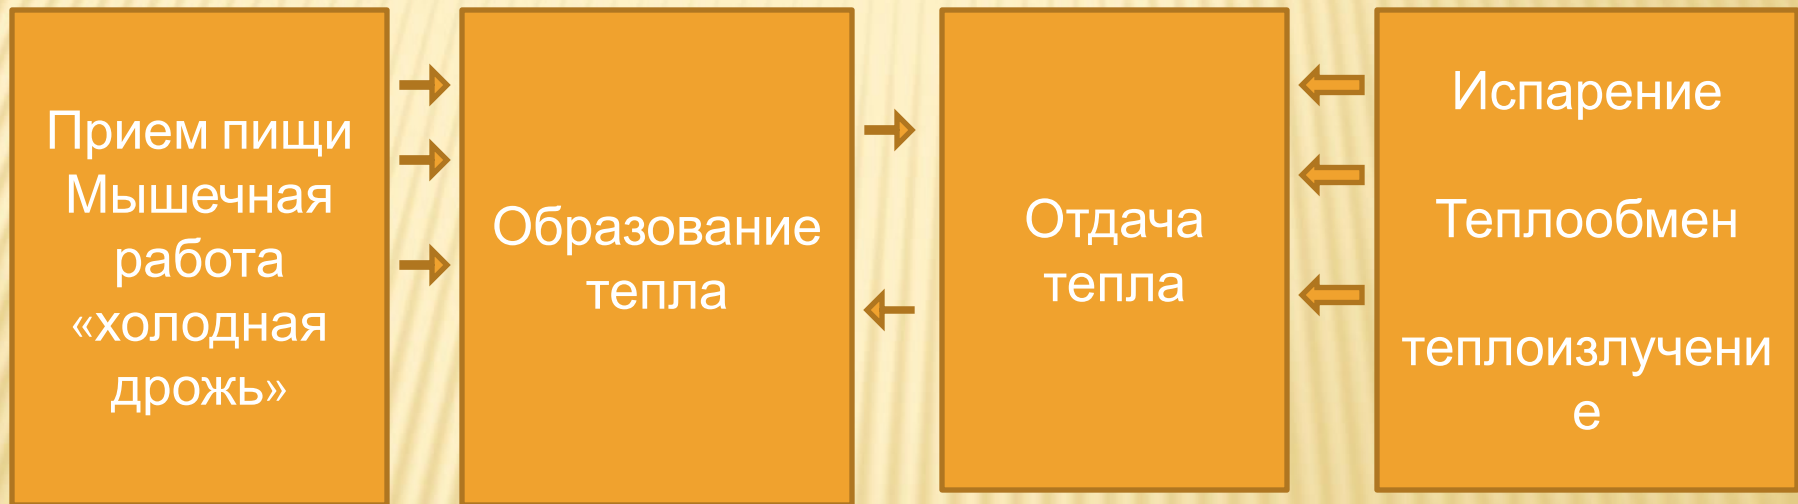 Прием пищи
Мышечная
работа
«холодная
дрожь»
Образование
тепла
Отдача
тепла
Испарение
Теплообмен
теплоизлучени
е